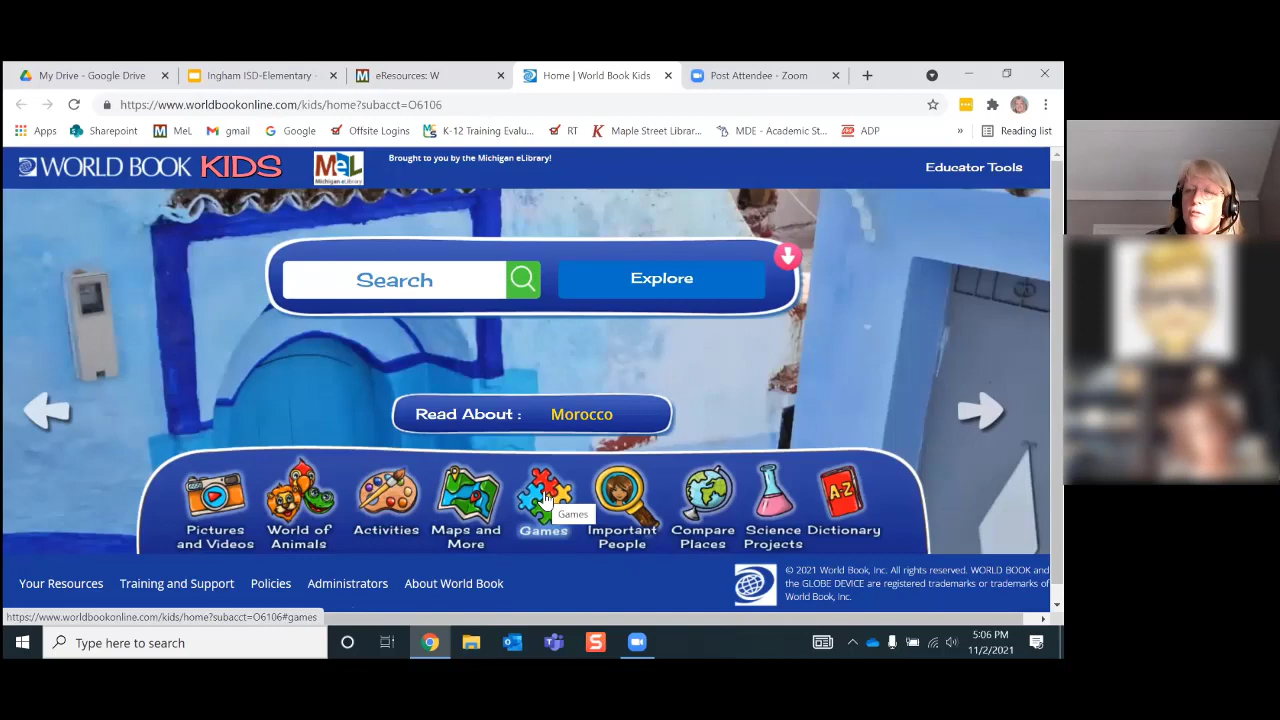 My Drive - Google Drive
Ingham ISD-Elementary -
eResources: W
Home | World Book Kids
Post Attendee - Zoom
https://www.worldbookonline.com/kids/home?subacct=O6106
Apps
Sharepoint
MeL
gmail
Google
Offsite Logins
K-12 Training Evalu...
RT
Maple Street Librar...
MDE - Academic St...
ADP
»
Reading list
WORLD BOOK KIDS
MeL
Michigan eLibrary
Brought to you by the Michigan eLibrary!
Educator Tools
Search
Explore
Read About : Morocco
Pictures and Videos
World of Animals
Activities
Maps and More
Games
Games
Important People
Compare Places
Science Projects
A-Z
Dictionary
Your Resources
Training and Support
Policies
Administrators
About World Book
© 2021 World Book, Inc. All rights reserved. WORLD BOOK and
the GLOBE DEVICE are registered trademarks or trademarks of
World Book, Inc.
https://www.worldbookonline.com/kids/home?subacct=O6106#games
Type here to search
5:06 PM
11/2/2021